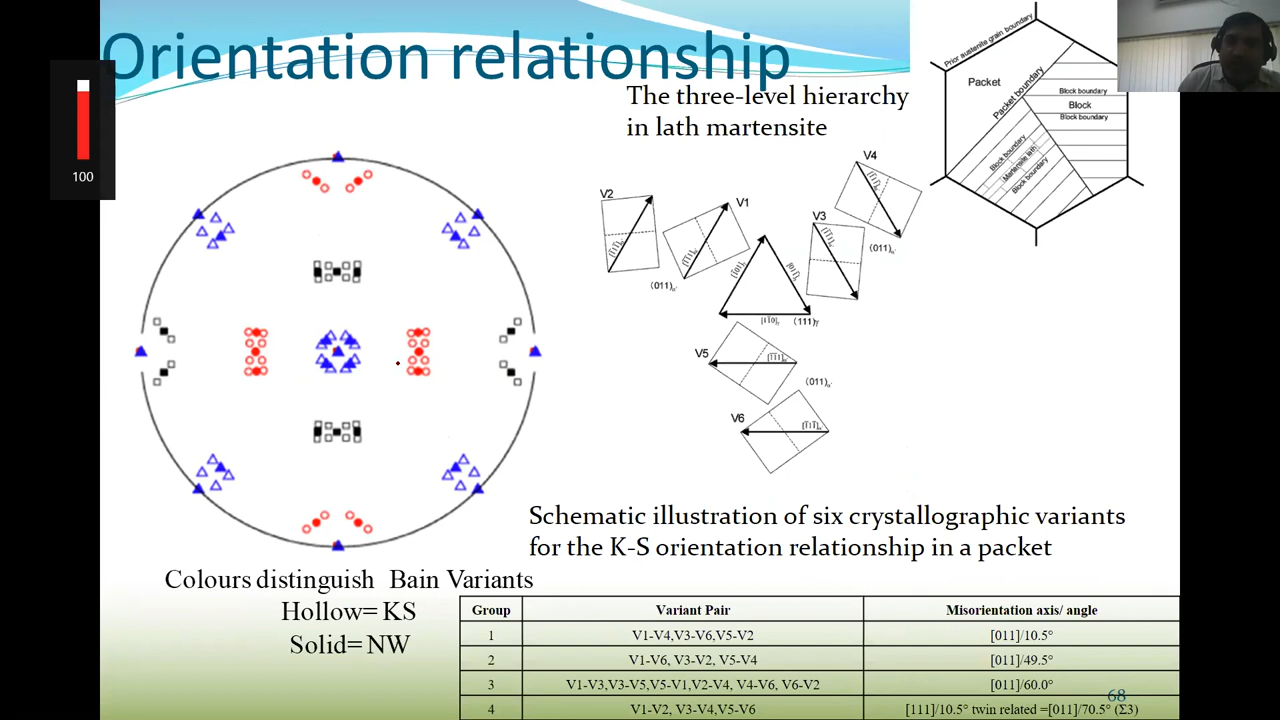 Orientation relationship
100
The three-level hierarchy
in lath martensite
Prior austenite grain boundary
Packet
Packet boundary
Block boundary
Block
Block boundary
Block boundary
Martensite lath
Block boundary
V4
V2
V1
V3
(011)α'
(011)α'
(111)γ
V5
(011)α'
V6
Schematic illustration of six crystallographic variants
for the K-S orientation relationship in a packet
Colours distinguish Bain Variants
Hollow= KS
Solid= NW
Group Variant Pair Misorientation axis/ angle
1 V1-V4,V3-V6,V5-V2 [011]/10.5°
2 V1-V6, V3-V2, V5-V4 [011]/49.5°
3 V1-V3,V3-V5,V5-V1,V2-V4, V4-V6, V6-V2 [011]/60.0°
68
4 V1-V2, V3-V4,V5-V6 [111]/10.5° twin related =[011]/70.5° (Σ3)